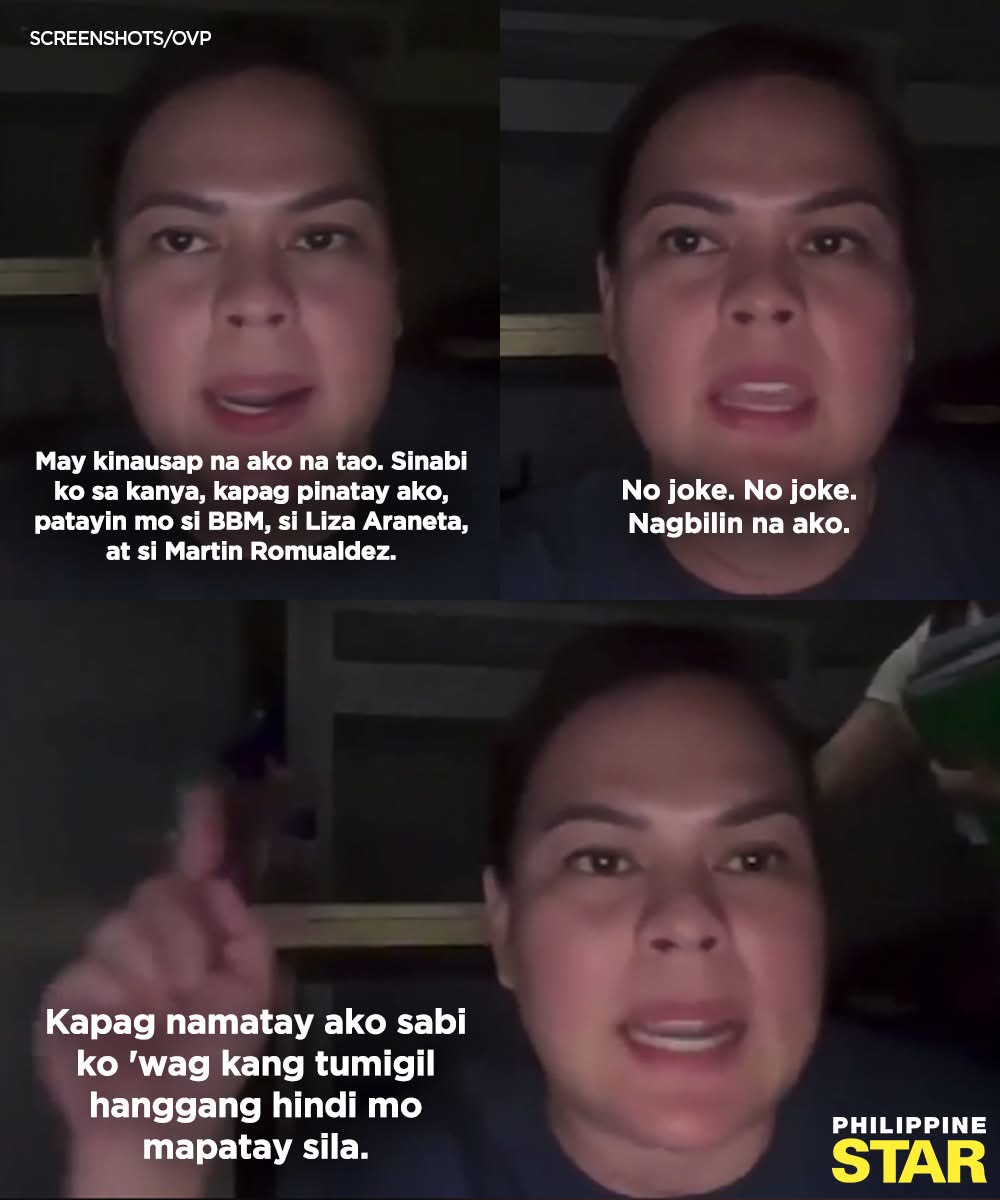 SCREENSHOTS/OVP
May kinausap na ako na tao. Sinabi
ko sa kanya, kapag pinatay ako,
patayin mo si BBM, si Liza Araneta,
at si Martin Romualdez.
No joke. No joke.
Nagbilin na ako.
Kapag namatay ako sabi
ko 'wag kang tumigil
hanggang hindi mo
mapatay sila.
PHILIPPINE
STAR